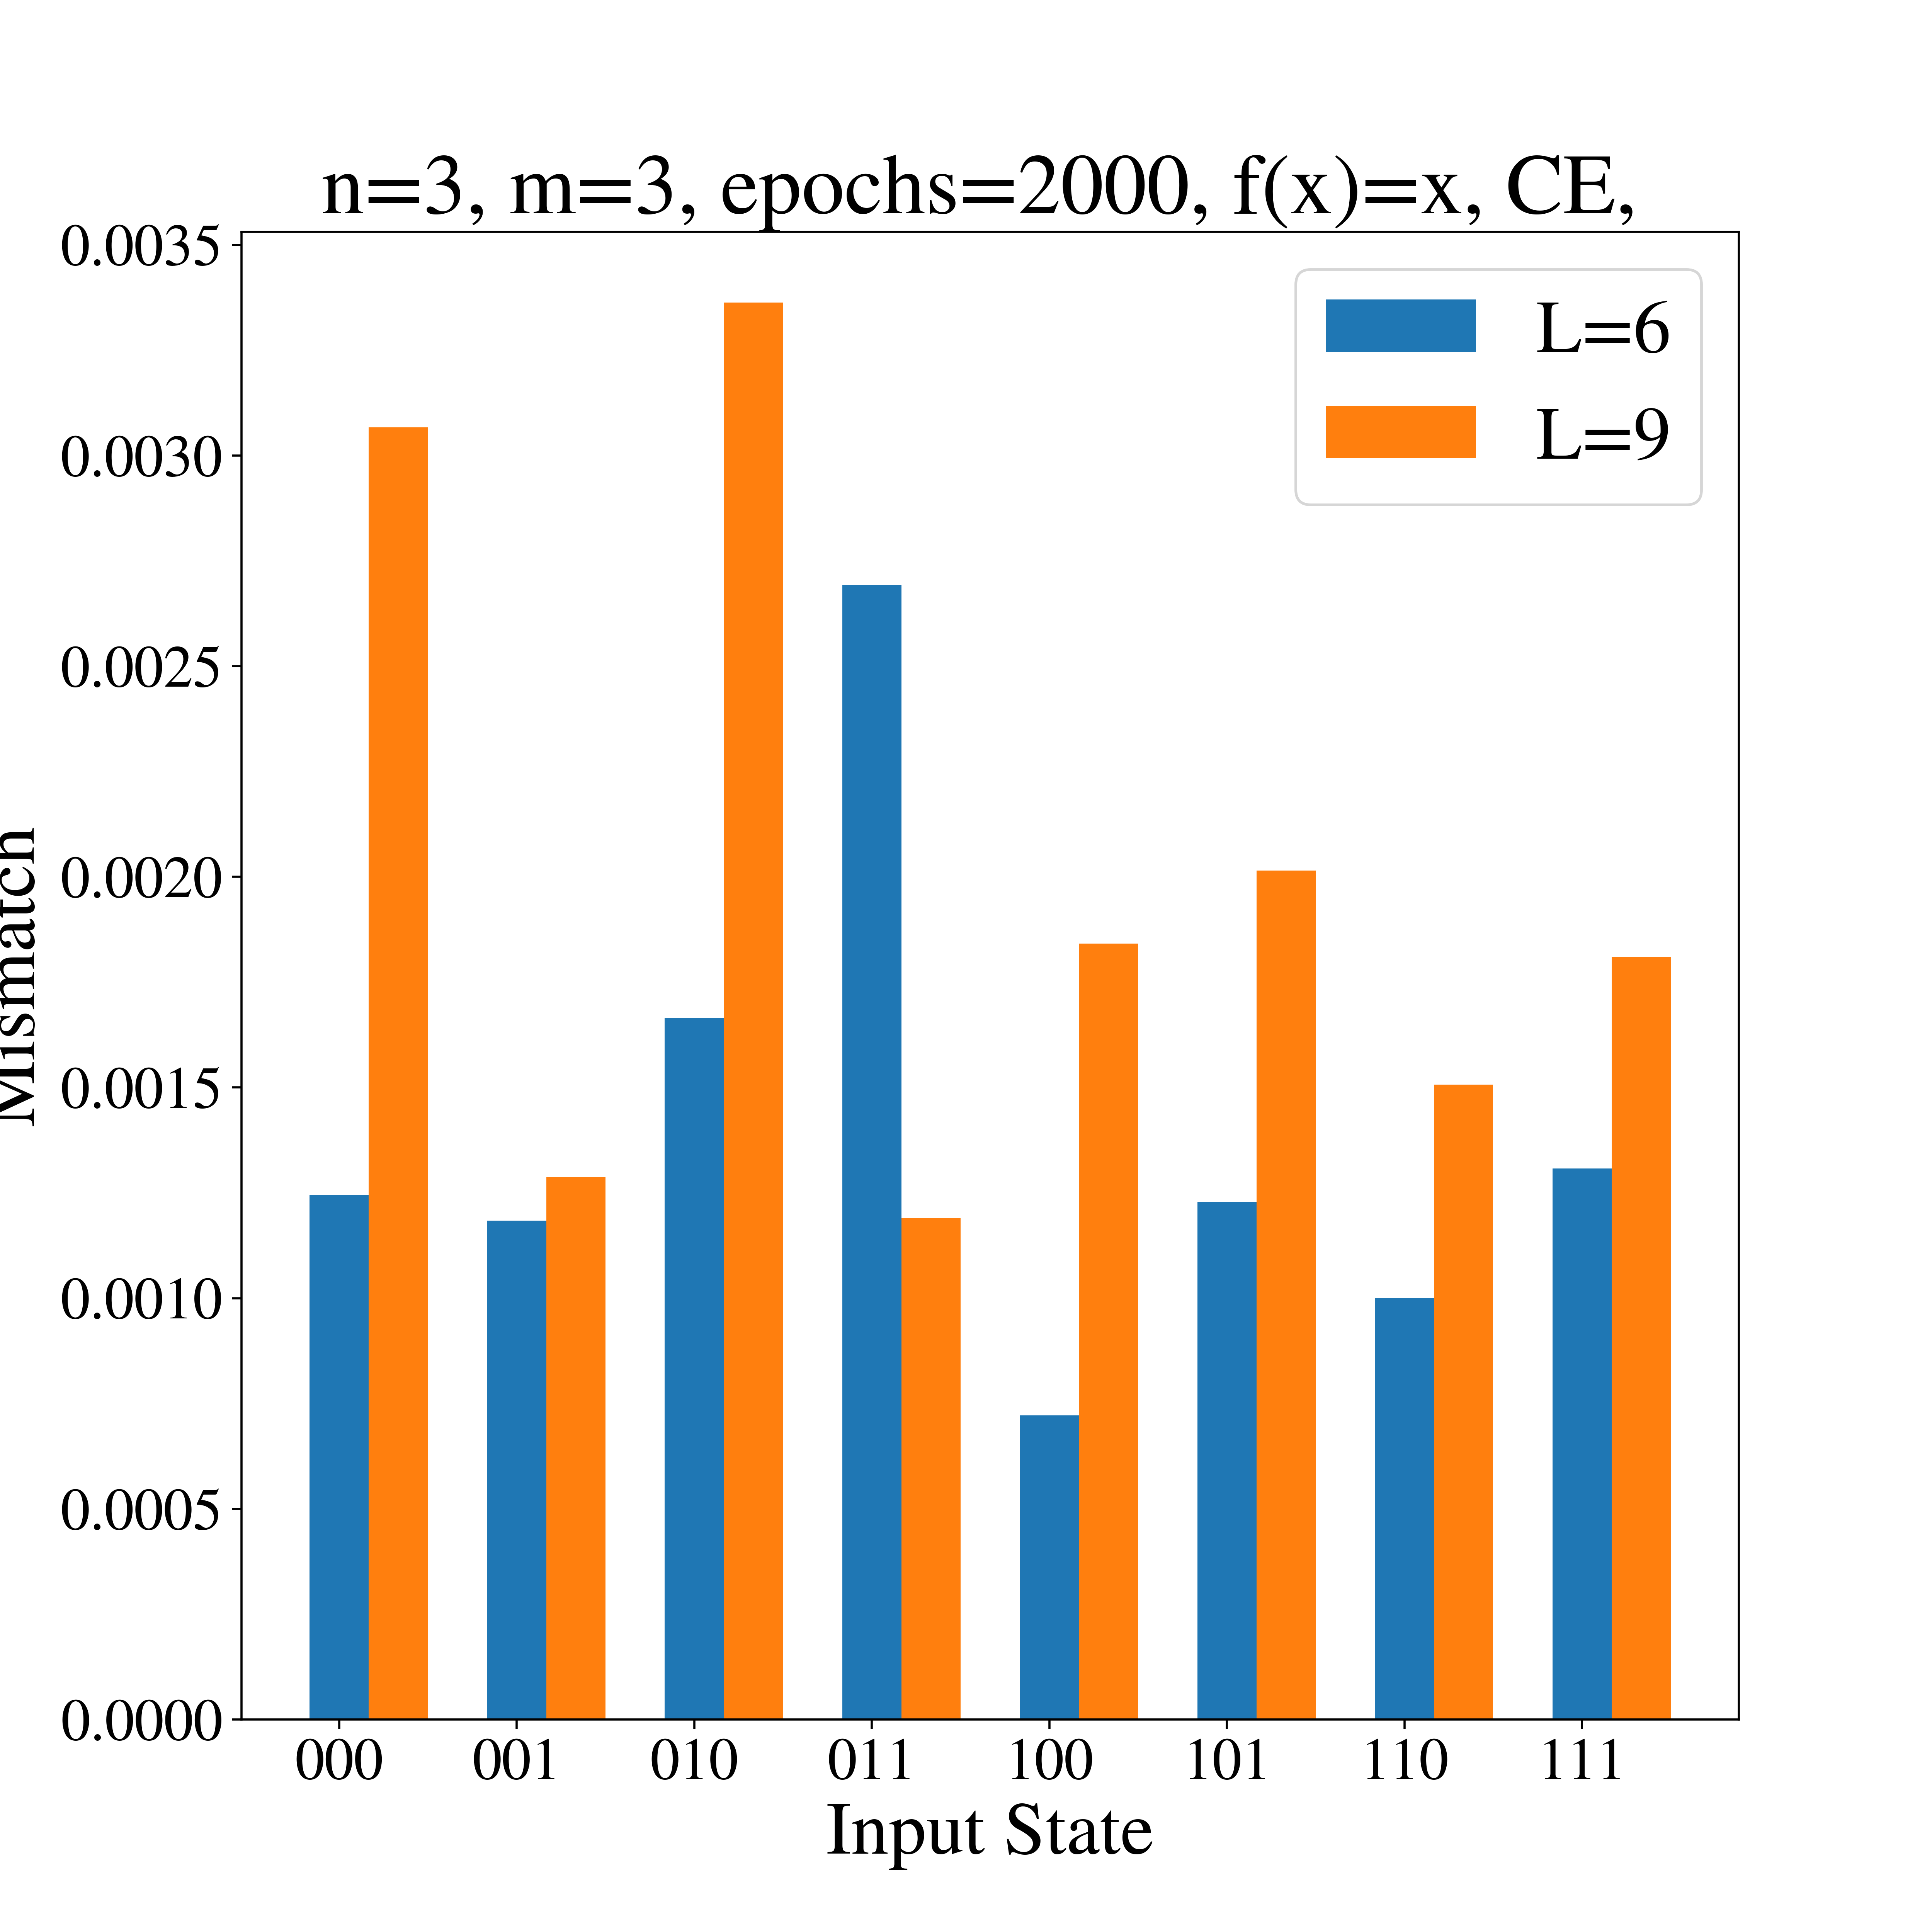 n=3, m=3, epochs=2000, f(x)=x, CE,
0.0035
0.0030
0.0025
0.0020
0.0015
0.0010
0.0005
0.0000
Mismatch
L=6
L=9
000 001 010 011 100 101 110 111
Input State